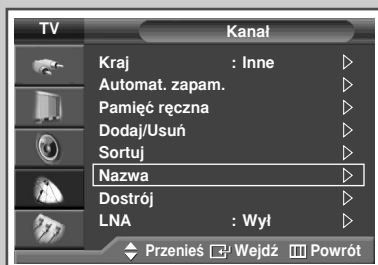 TV Kanał
Kraj : Inne
Automat. zapam.
Pamięć ręczna
Dodaj/Usuń
Sortuj
Nazwa
Dostrój
LNA : Wył
Przenieś Wejdź Powrót